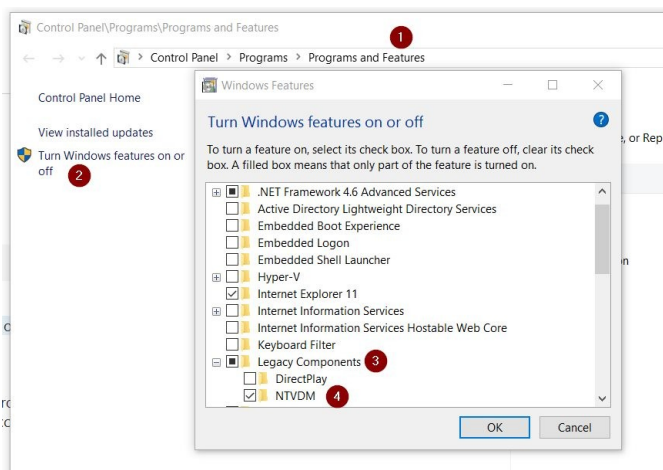 Control Panel\Programs\Programs and Features
1
Control Panel > Programs > Programs and Features
Control Panel Home
View installed updates
Turn Windows features on or
off 2
Windows Features
Turn Windows features on or off
?
To turn a feature on, select its check box. To turn a feature off, clear its check
box. A filled box means that only part of the feature is turned on.
.NET Framework 4.6 Advanced Services
Active Directory Lightweight Directory Services
Embedded Boot Experience
Embedded Logon
Embedded Shell Launcher
Hyper-V
Internet Explorer 11
Internet Information Services
Internet Information Services Hostable Web Core
Keyboard Filter
Legacy Components 3
DirectPlay
NTVDM 4
OK Cancel